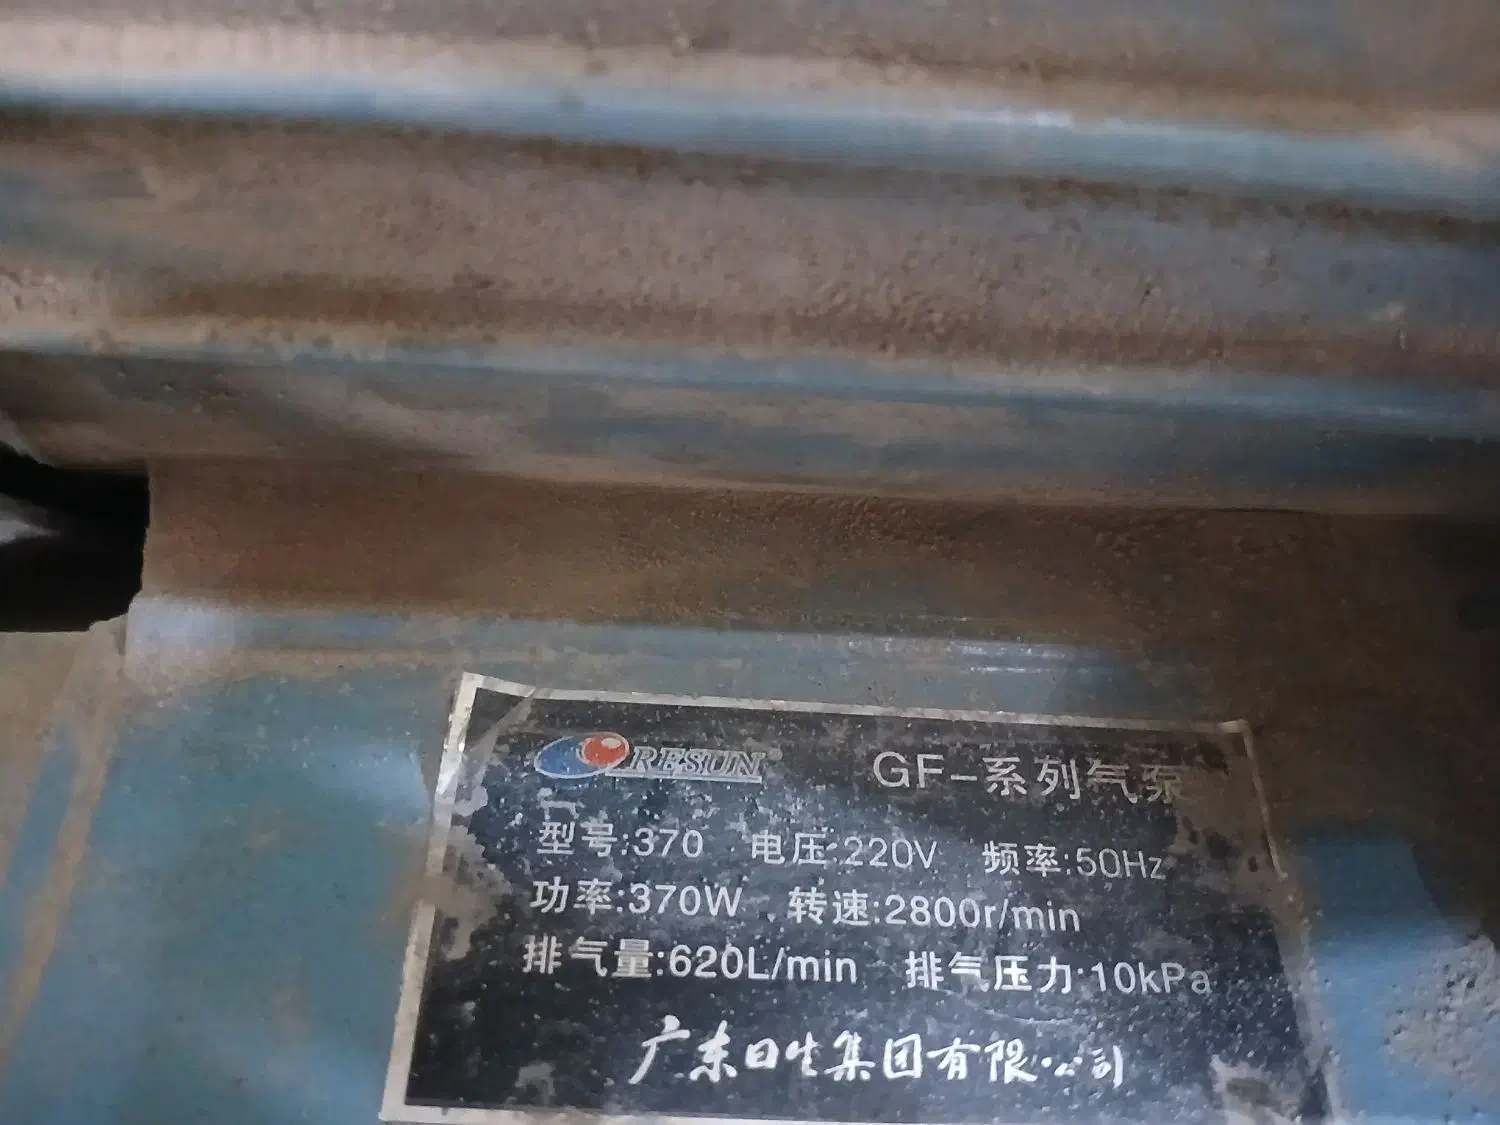 RESUN® GF-系列气泵
型号:370 电压:220V 频率:50Hz
功率:370W 转速:2800r/min
排气量:620L/min 排气压力:10kPa
广东日生集团有限公司